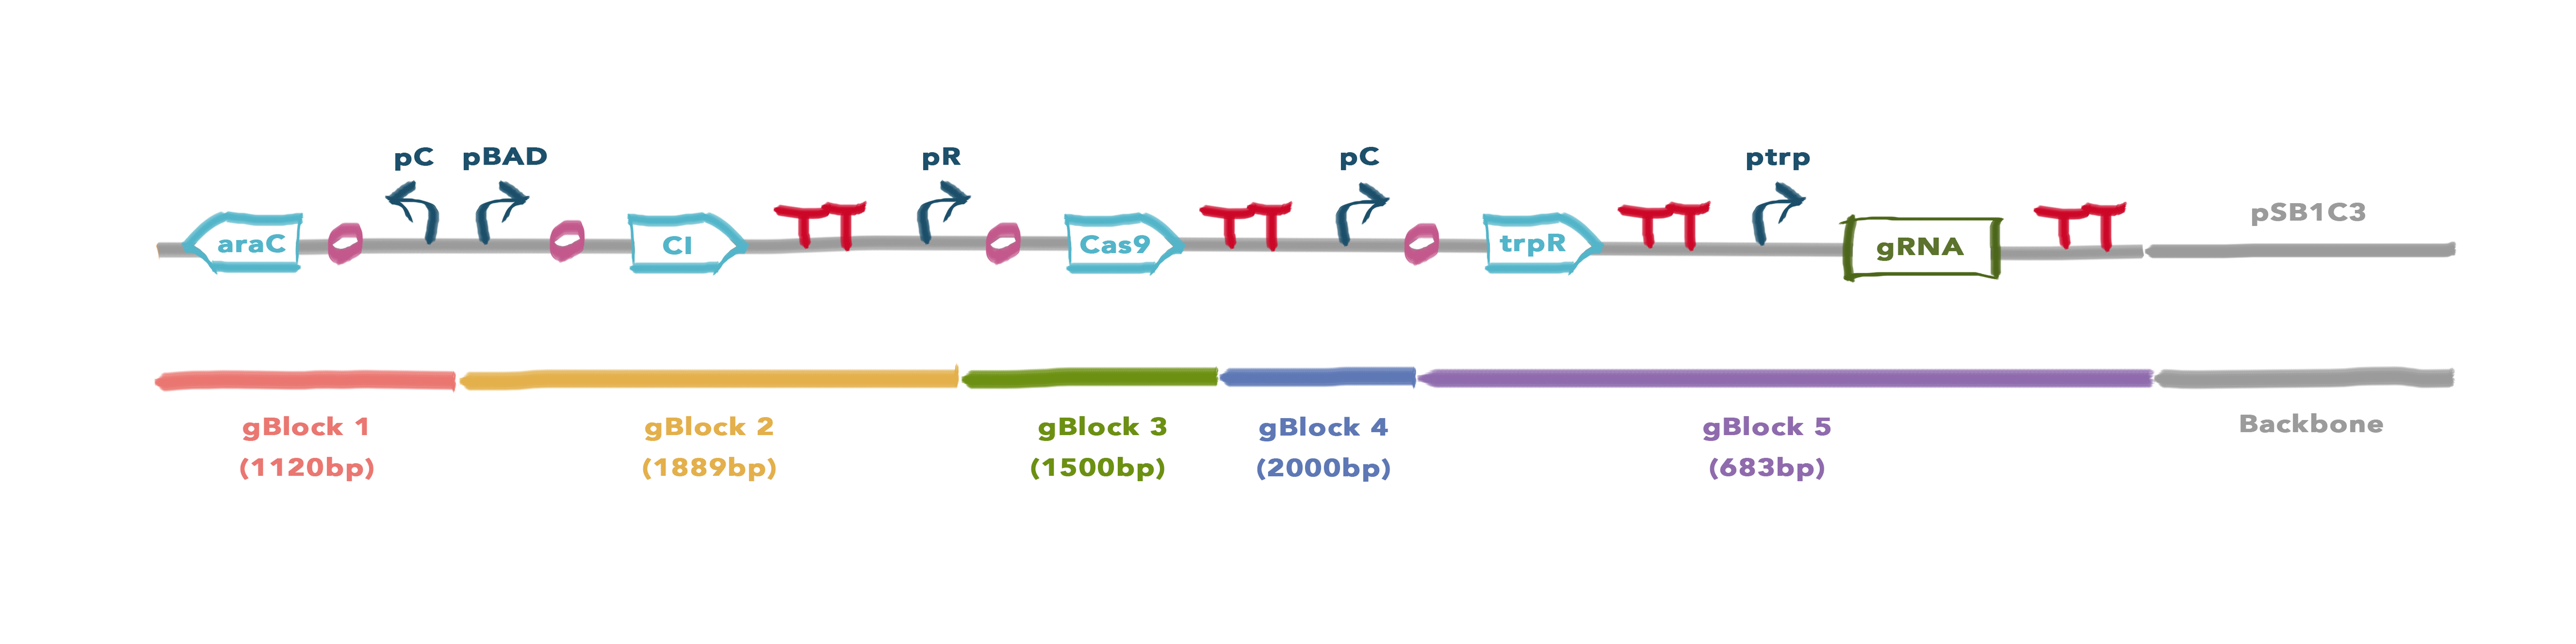 pC pBAD pR pC ptrp
pSB1C3
araC CI Cas9 trpR gRNA
gBlock 1 gBlock 2 gBlock 3 gBlock 4 gBlock 5 Backbone
(1120bp) (1889bp) (1500bp) (2000bp) (683bp)